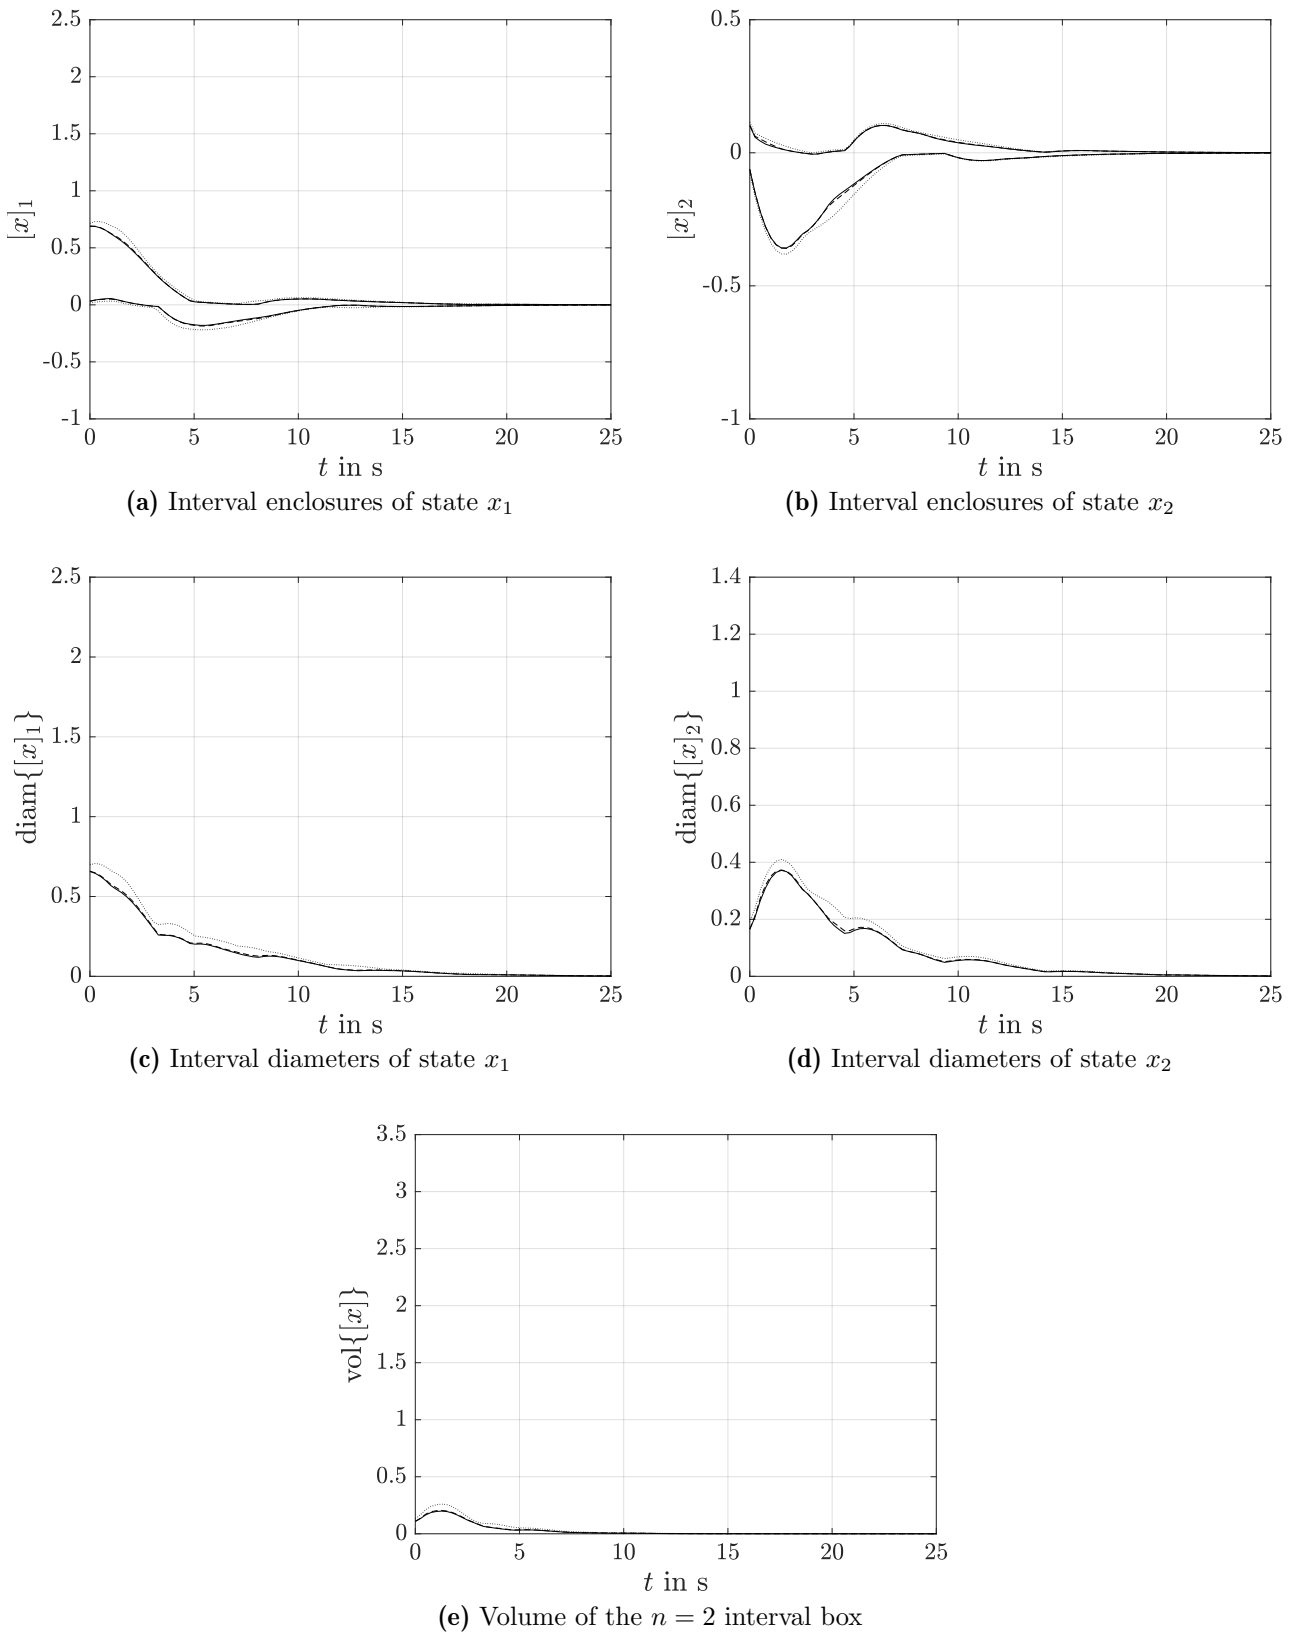 2.5
2
1.5
1
0.5
0
-0.5
-1
[x]1
0 5 10 15 20 25
t in s
(a) Interval enclosures of state x1
0.5
0
-0.5
-1
[x]2
0 5 10 15 20 25
t in s
(b) Interval enclosures of state x2
2.5
2
1.5
1
0.5
0
diam{[x]1}
0 5 10 15 20 25
t in s
(c) Interval diameters of state x1
1.4
1.2
1
0.8
0.6
0.4
0.2
0
diam{[x]2}
0 5 10 15 20 25
t in s
(d) Interval diameters of state x2
3.5
3
2.5
2
1.5
1
0.5
0
vol{[x]}
0 5 10 15 20 25
t in s
(e) Volume of the n = 2 interval box